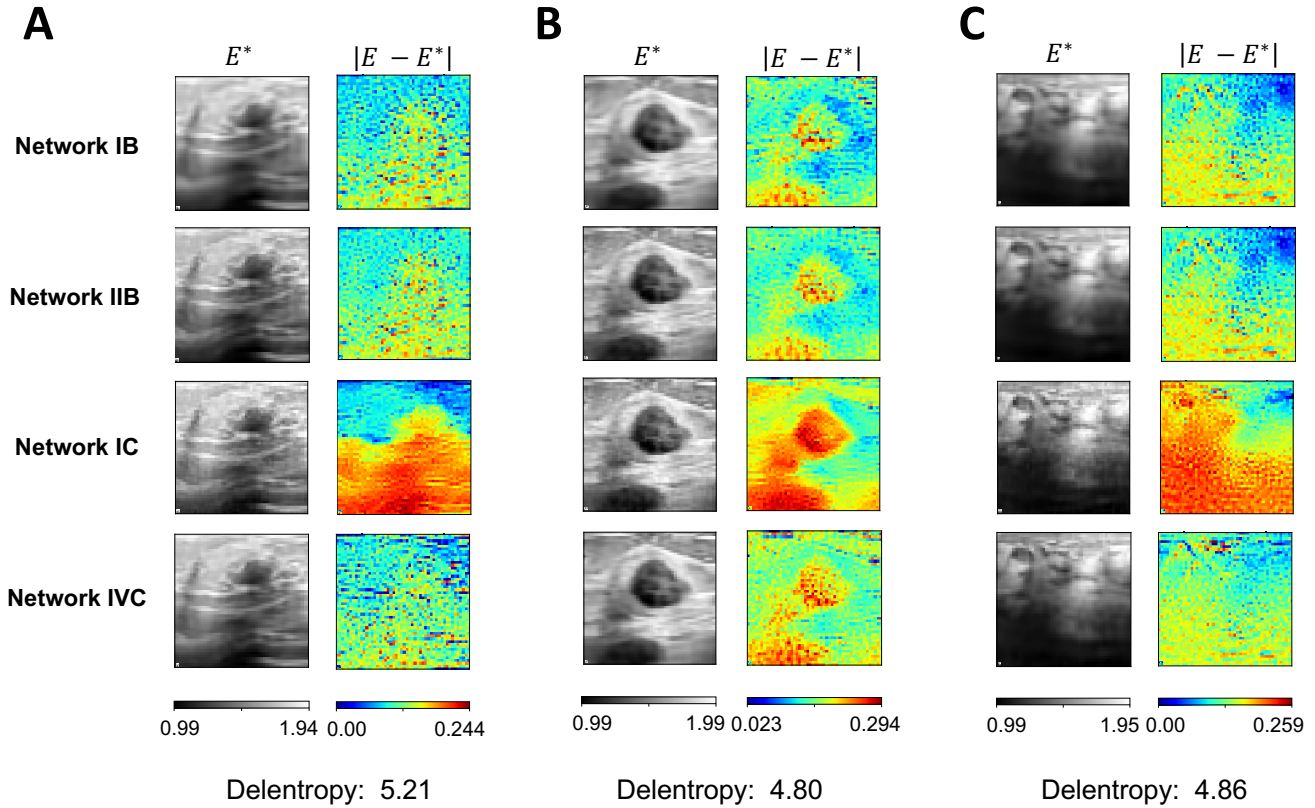 A B C
E* |E − E*| E* |E − E*| E* |E − E*|
Network IB
Network IIB
Network IC
Network IVC
0.99 1.94 0.00 0.244 0.99 1.99 0.023 0.294 0.99 1.95 0.00 0.259
Delentropy: 5.21 Delentropy: 4.80 Delentropy: 4.86